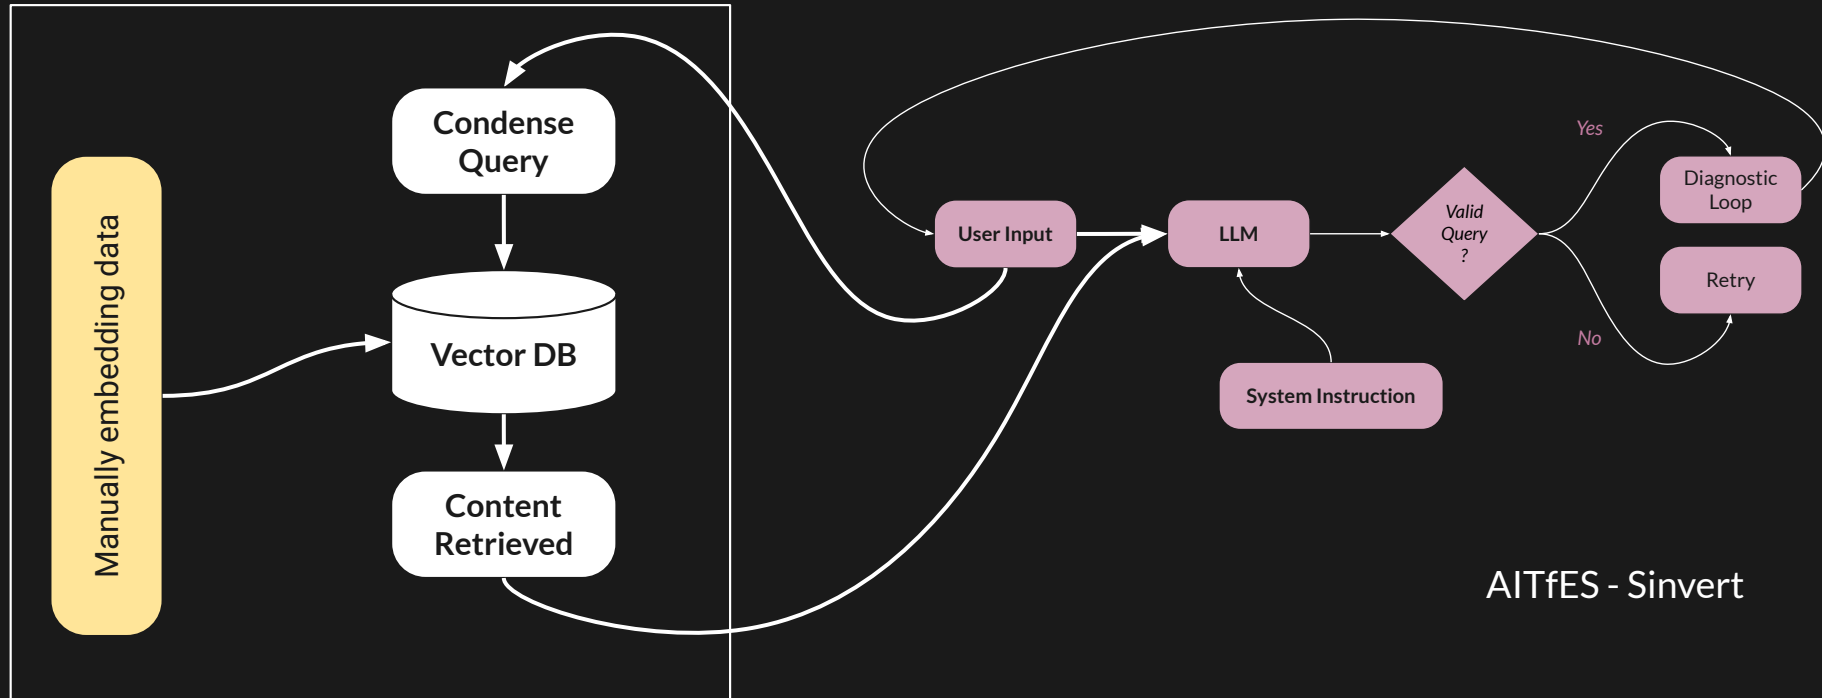 Manually embedding data
Condense
Query
Vector DB
Content
Retrieved
User Input
LLM
System Instruction
Valid
Query
?
Yes
No
Diagnostic
Loop
Retry
AITfES - Sinvert